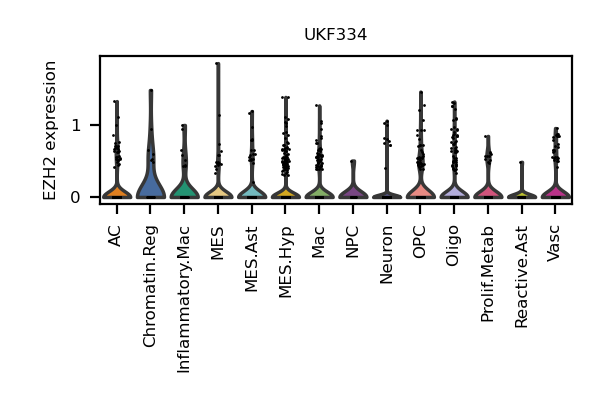 UKF334
EZH2 expression
1
0
AC
Chromatin.Reg
Inflammatory.Mac
MES
MES.Ast
MES.Hyp
Mac
NPC
Neuron
OPC
Oligo
Prolif.Metab
Reactive.Ast
Vasc